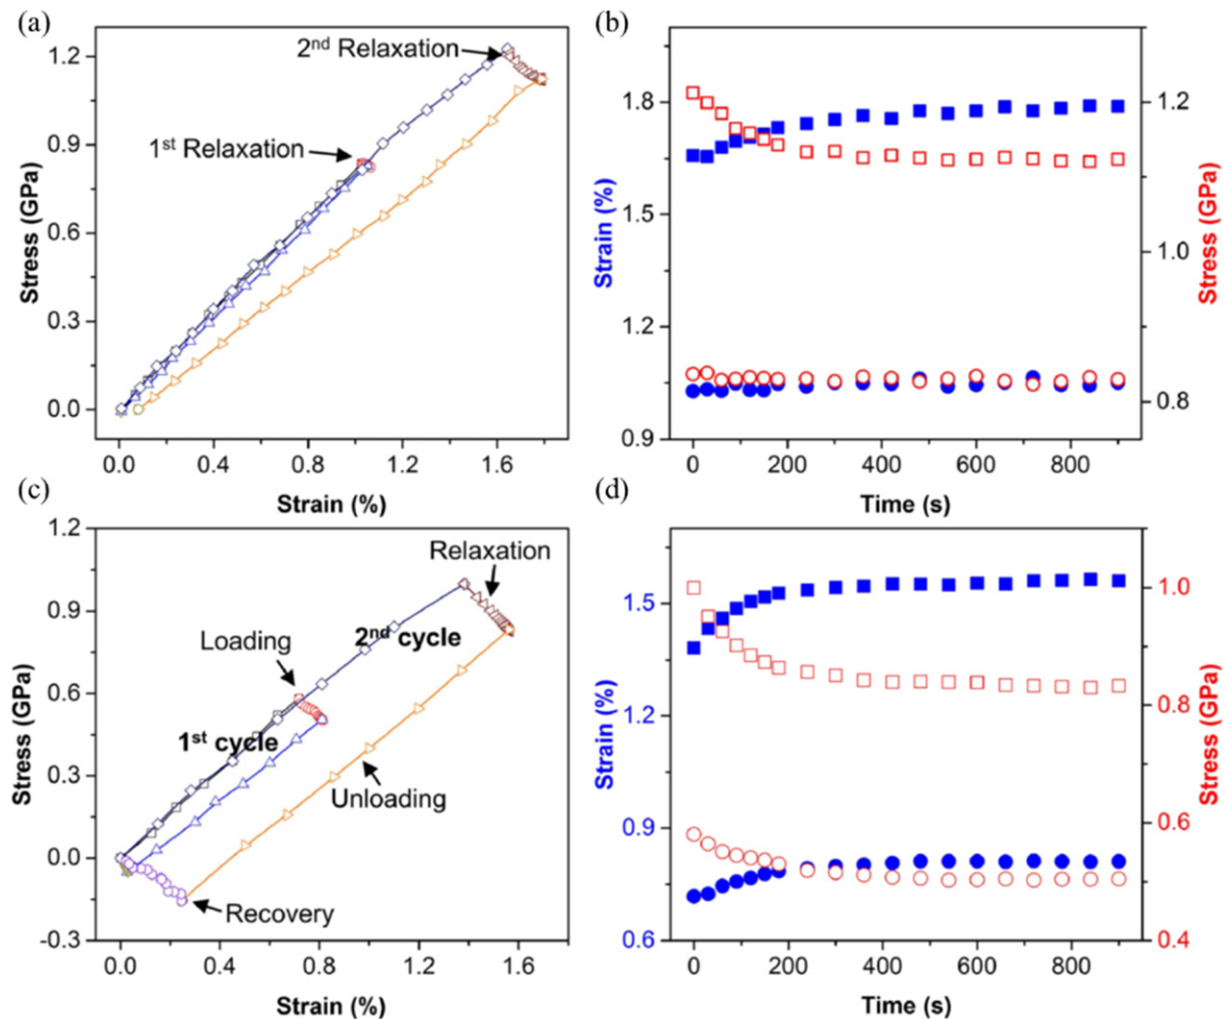 (a)
1.2
0.9
0.6
0.3
0.0
Stress (GPa)
2nd Relaxation
1st Relaxation
0.0 0.4 0.8 1.2 1.6
Strain (%)
(b)
1.8
1.5
1.2
0.9
Strain (%)
1.2
1.0
0.8
Stress (GPa)
0 200 400 600 800
Time (s)
(c)
1.2
0.9
0.6
0.3
0.0
-0.3
Stress (GPa)
Relaxation
Loading
2nd cycle
1st cycle
Unloading
Recovery
0.0 0.4 0.8 1.2 1.6
Strain (%)
(d)
1.5
1.2
0.9
0.6
Strain (%)
1.0
0.8
0.6
0.4
Stress (GPa)
0 200 400 600 800
Time (s)